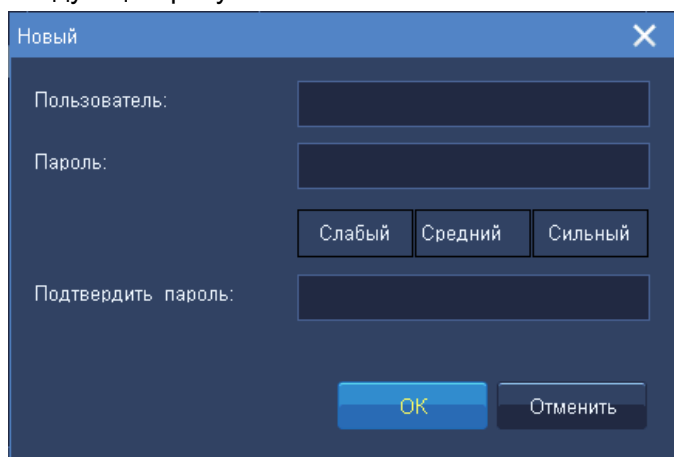 Новый
Пользователь:
Пароль:
Слабый Средний Сильный
Подтвердить пароль:
OK Отменить